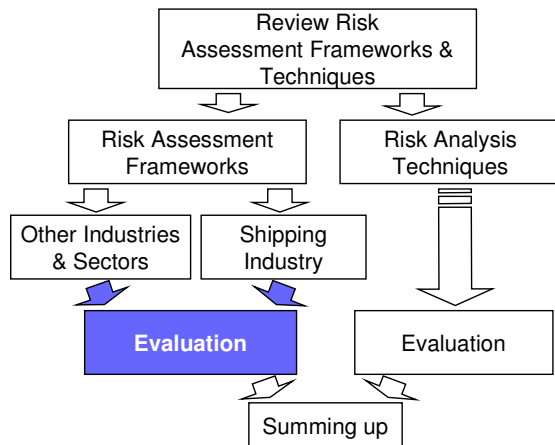 Review Risk
Assessment Frameworks &
Techniques
Risk Assessment
Frameworks
Risk Analysis
Techniques
Other Industries
& Sectors
Shipping
Industry
Evaluation
Evaluation
Summing up